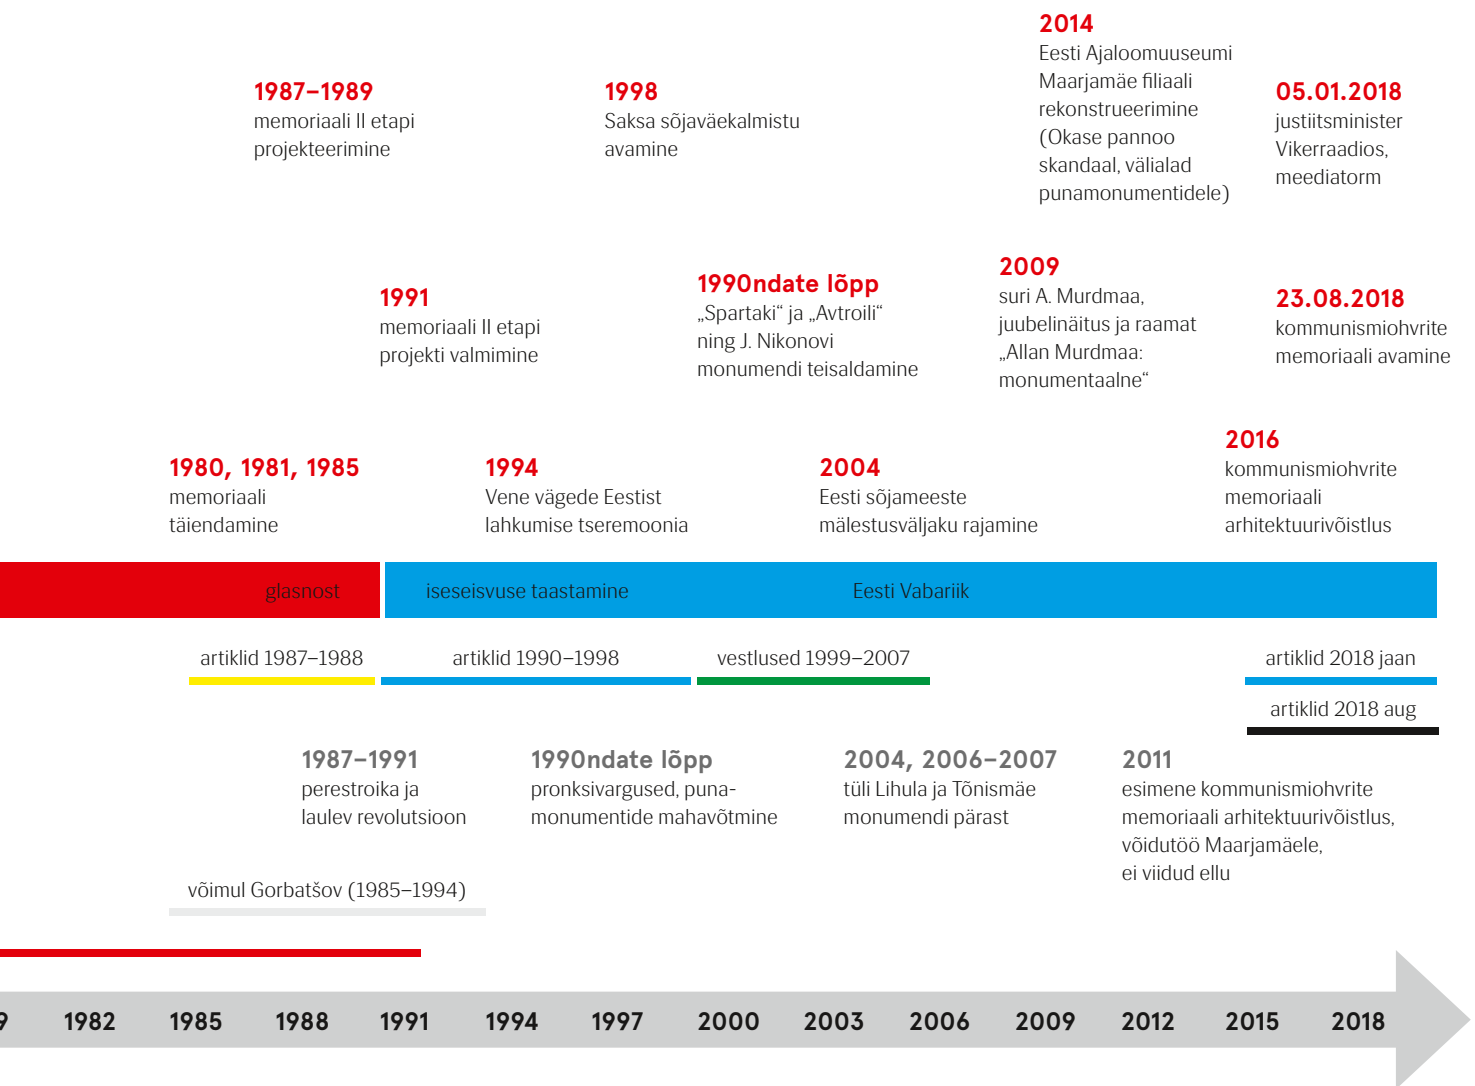 2014
Eesti Ajaloomuuseumi
Maarjamäe filiaali
rekonstrueerimine
(Okase pannoo
skandaal, välialad
punamonumentidele)
1987–1989
memoriaali II etapi
projekteerimine
1998
Saksa sõjaväekalmistu
avamine
05.01.2018
justiitsminister
Vikerraadios,
meediatorm
1991
memoriaali II etapi
projekti valmimine
1990ndate lõpp
„Spartaki“ ja „Avtroili“
ning J. Nikonovi
monumendi teisaldamine
2009
suri A. Murdmaa,
juubelinäitus ja raamat
„Allan Murdmaa:
monumentaalne“
23.08.2018
kommunismiohvrite
memoriaali avamine
1980, 1981, 1985
memoriaali
täiendamine
1994
Vene vägede Eestist
lahkumise tseremoonia
2004
Eesti sõjameeste
mälestusväljaku rajamine
2016
kommunismiohvrite
memoriaali
arhitektuurivõistlus
glasnost
iseseisvuse taastamine
Eesti Vabariik
artiklid 1987–1988
artiklid 1990–1998
vestlused 1999–2007
artiklid 2018 jaan
artiklid 2018 aug
1987–1991
perestroika ja
laulev revolutsioon
1990ndate lõpp
pronksivargused, puna-
monumentide mahavõtmine
2004, 2006–2007
tüli Lihula ja Tõnismäe
monumendi pärast
2011
esimene kommunismiohvrite
memoriaali arhitektuurivõistlus,
võidutöö Maarjamäele,
ei viidud ellu
võimul Gorbatšov (1985–1994)
9 1982 1985 1988 1991 1994 1997 2000 2003 2006 2009 2012 2015 2018